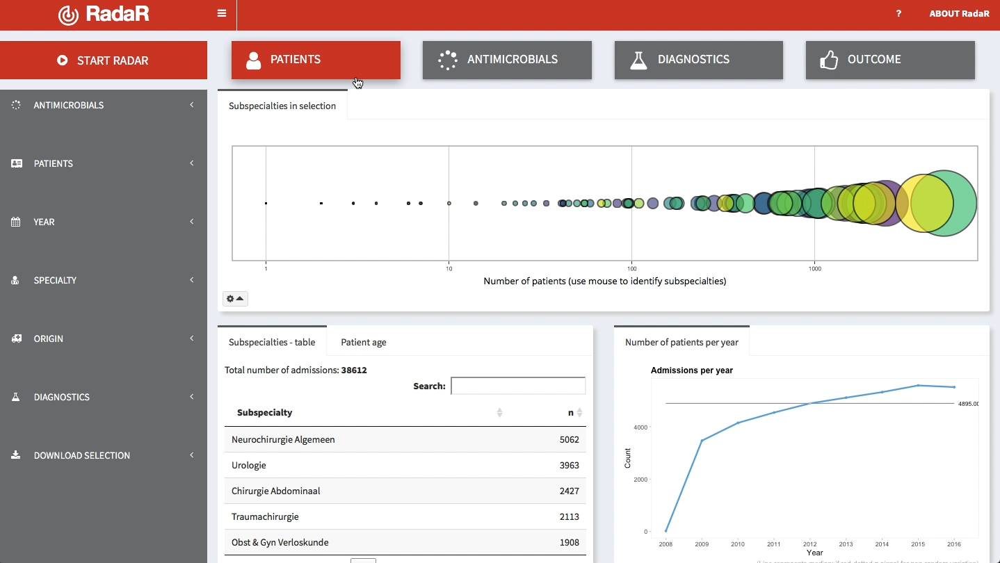 RadaR
?
ABOUT RadaR
START RADAR
PATIENTS
ANTIMICROBIALS
DIAGNOSTICS
OUTCOME
ANTIMICROBIALS
PATIENTS
YEAR
SPECIALTY
ORIGIN
DIAGNOSTICS
DOWNLOAD SELECTION
Subspecialties in selection
1 10 100 1000
Number of patients (use mouse to identify subspecialties)
Subspecialties - table
Patient age
Total number of admissions: 38612
Search:
Subspecialty n
Neurochirurgie Algemeen 5062
Urologie 3963
Chirurgie Abdominaal 2427
Traumachirurgie 2113
Obst & Gyn Verloskunde 1908
Number of patients per year
Admissions per year
4895.00
4000
2000
0
Count
2008 2009 2010 2011 2012 2013 2014 2015 2016
Year